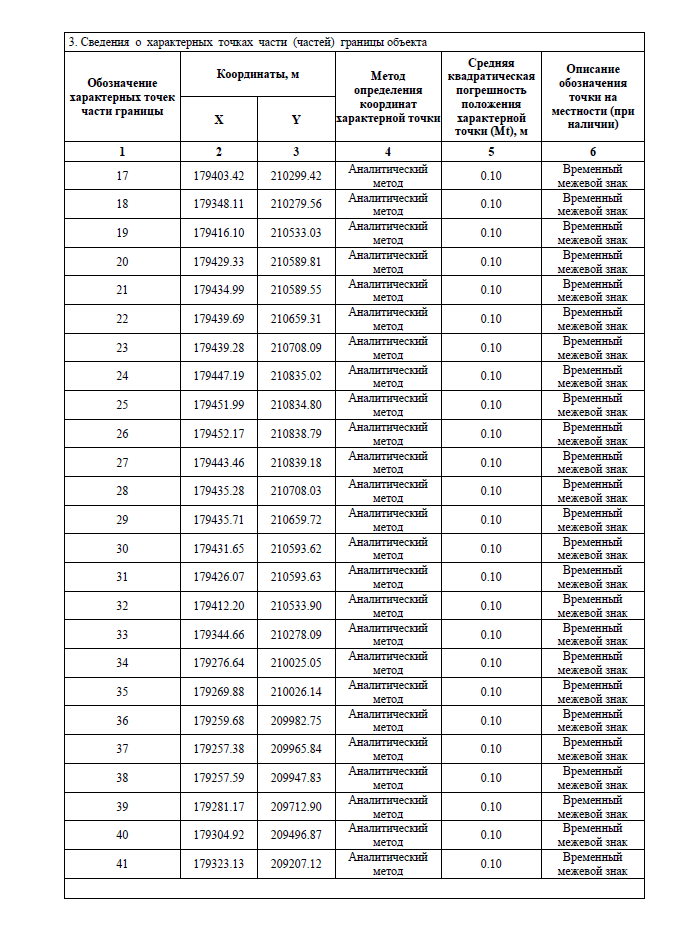 3. Сведения о характерных точках части (частей) границы объекта
Обозначение
характерных точек
части границы
Координаты, м
X
Y
Метод
определения
координат
характерной точки
Средняя
квадратическая
погрешность
положения
характерной
точки (Mt), м
Описание
обозначения
точки на
местности (при
наличии)
1 2 3 4 5 6
17 179403.42 210299.42 Аналитический метод 0.10 Временный межевой знак
18 179348.11 210279.56 Аналитический метод 0.10 Временный межевой знак
19 179416.10 210533.03 Аналитический метод 0.10 Временный межевой знак
20 179429.33 210589.81 Аналитический метод 0.10 Временный межевой знак
21 179434.99 210589.55 Аналитический метод 0.10 Временный межевой знак
22 179439.69 210659.31 Аналитический метод 0.10 Временный межевой знак
23 179439.28 210708.09 Аналитический метод 0.10 Временный межевой знак
24 179447.19 210835.02 Аналитический метод 0.10 Временный межевой знак
25 179451.99 210834.80 Аналитический метод 0.10 Временный межевой знак
26 179452.17 210838.79 Аналитический метод 0.10 Временный межевой знак
27 179443.46 210839.18 Аналитический метод 0.10 Временный межевой знак
28 179435.28 210708.03 Аналитический метод 0.10 Временный межевой знак
29 179435.71 210659.72 Аналитический метод 0.10 Временный межевой знак
30 179431.65 210593.62 Аналитический метод 0.10 Временный межевой знак
31 179426.07 210593.63 Аналитический метод 0.10 Временный межевой знак
32 179412.20 210533.90 Аналитический метод 0.10 Временный межевой знак
33 179344.66 210278.09 Аналитический метод 0.10 Временный межевой знак
34 179276.64 210025.05 Аналитический метод 0.10 Временный межевой знак
35 179269.88 210026.14 Аналитический метод 0.10 Временный межевой знак
36 179259.68 209982.75 Аналитический метод 0.10 Временный межевой знак
37 179257.38 209965.84 Аналитический метод 0.10 Временный межевой знак
38 179257.59 209947.83 Аналитический метод 0.10 Временный межевой знак
39 179281.17 209712.90 Аналитический метод 0.10 Временный межевой знак
40 179304.92 209496.87 Аналитический метод 0.10 Временный межевой знак
41 179323.13 209207.12 Аналитический метод 0.10 Временный межевой знак